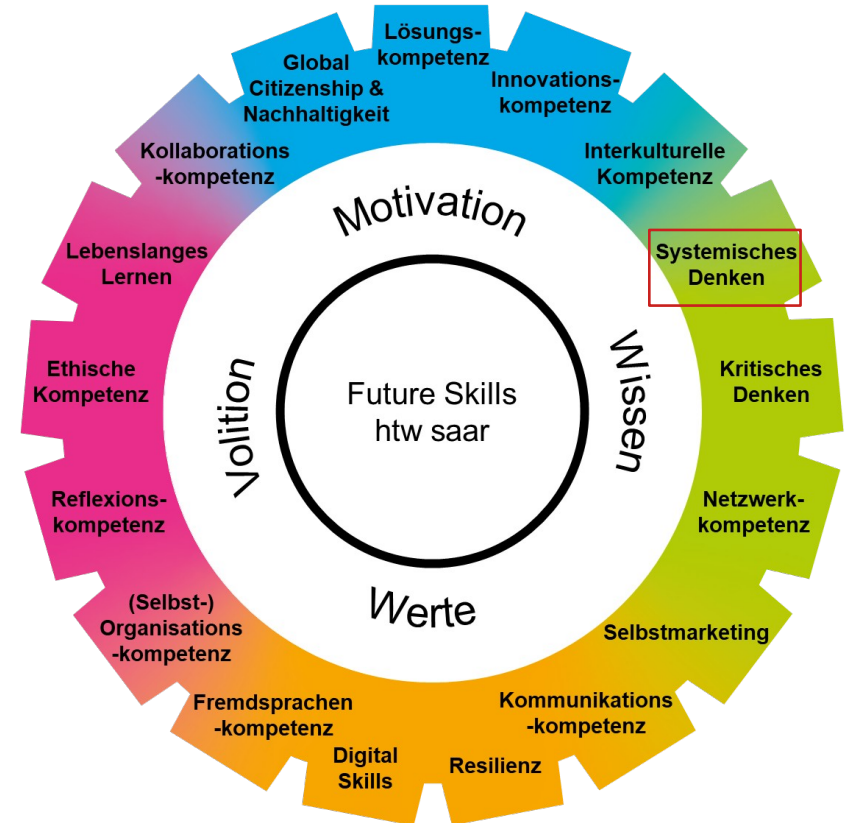 Lösungs-
kompetenz
Innovations-
kompetenz
Interkulturelle
Kompetenz
Systemisches
Denken
Kritisches
Denken
Netzwerk-
kompetenz
Selbstmarketing
Kommunikations
-kompetenz
Resilienz
Digital
Skills
Fremdsprachen
-kompetenz
(Selbst-)
Organisations
-kompetenz
Reflexions-
kompetenz
Ethische
Kompetenz
Lebenslanges
Lernen
Kollaborations
-kompetenz
Global
Citizenship &
Nachhaltigkeit
Motivation
Wissen
Werte
Volition
Future Skills
htw saar